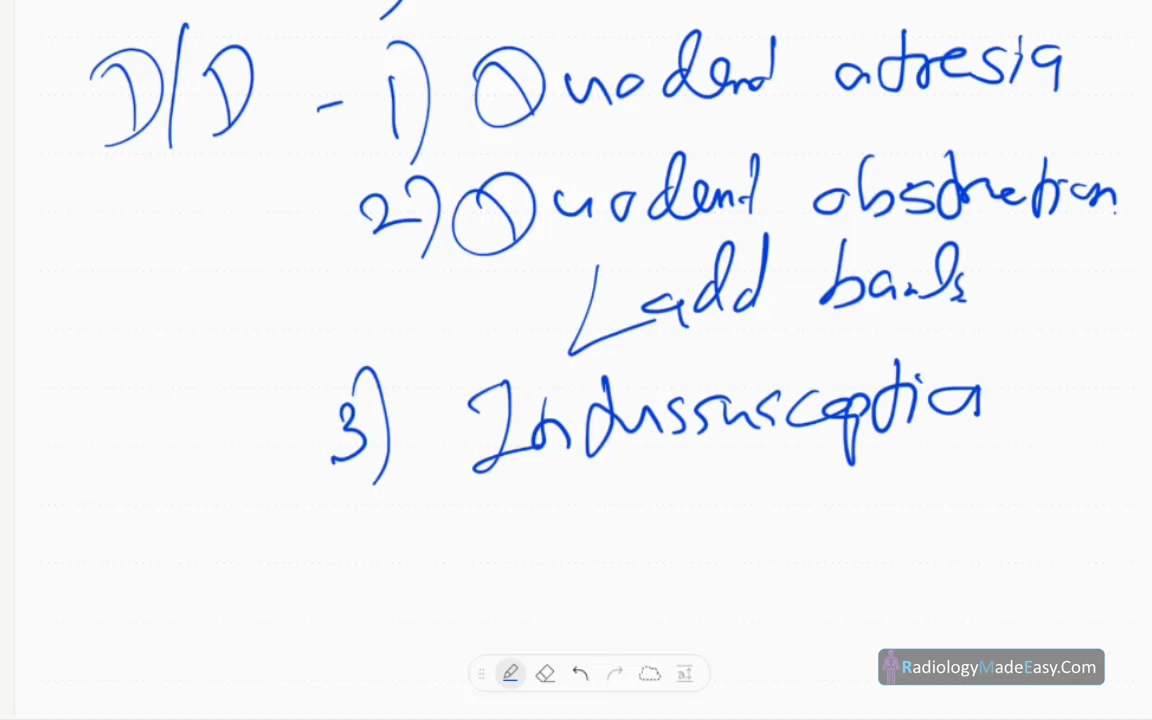 D/D - 1) Duodenal atresia
2) Duodenal obstruction
Ladd bands
3) Intussusception
RadiologyMadeEasy.Com